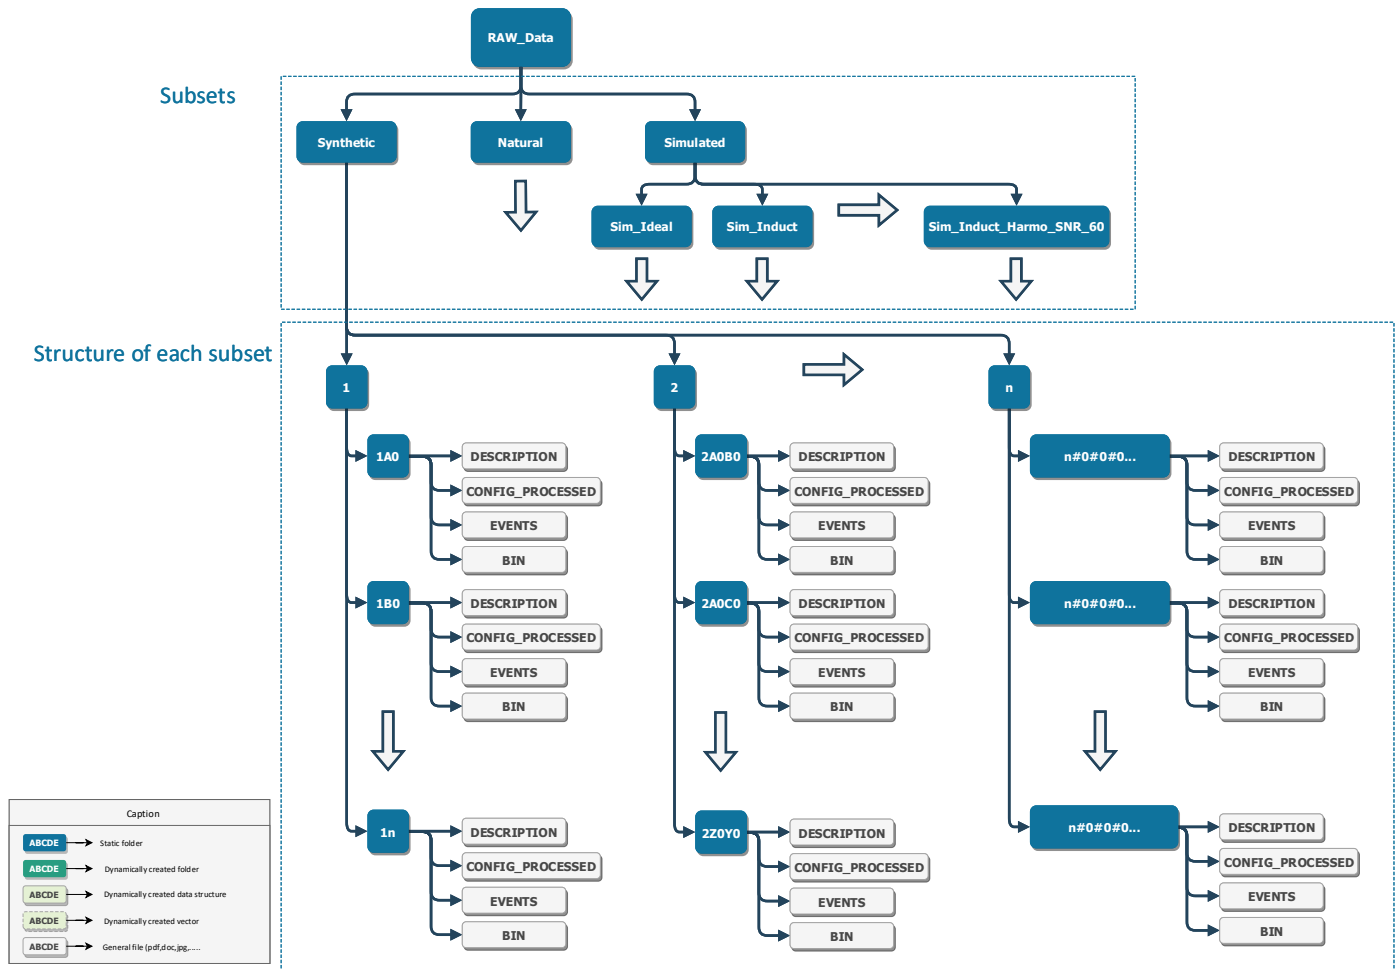 RAW_Data
Subsets
Synthetic
Natural
Simulated
Sim_Ideal
Sim_Induct
Sim_Induct_Harmo_SNR_60
Structure of each subset
1
2
n
1A0
DESCRIPTION
CONFIG_PROCESSED
EVENTS
BIN
1B0
DESCRIPTION
CONFIG_PROCESSED
EVENTS
BIN
1n
DESCRIPTION
CONFIG_PROCESSED
EVENTS
BIN
2A0B0
DESCRIPTION
CONFIG_PROCESSED
EVENTS
BIN
2A0C0
DESCRIPTION
CONFIG_PROCESSED
EVENTS
BIN
2Z0Y0
DESCRIPTION
CONFIG_PROCESSED
EVENTS
BIN
n#0#0#0...
DESCRIPTION
CONFIG_PROCESSED
EVENTS
BIN
n#0#0#0...
DESCRIPTION
CONFIG_PROCESSED
EVENTS
BIN
n#0#0#0...
DESCRIPTION
CONFIG_PROCESSED
EVENTS
BIN
Caption
ABCDE Static folder
ABCDE Dynamically created folder
ABCDE Dynamically created data structure
ABCDE Dynamically created vector
ABCDE General file (pdf,doc,jpg,.....